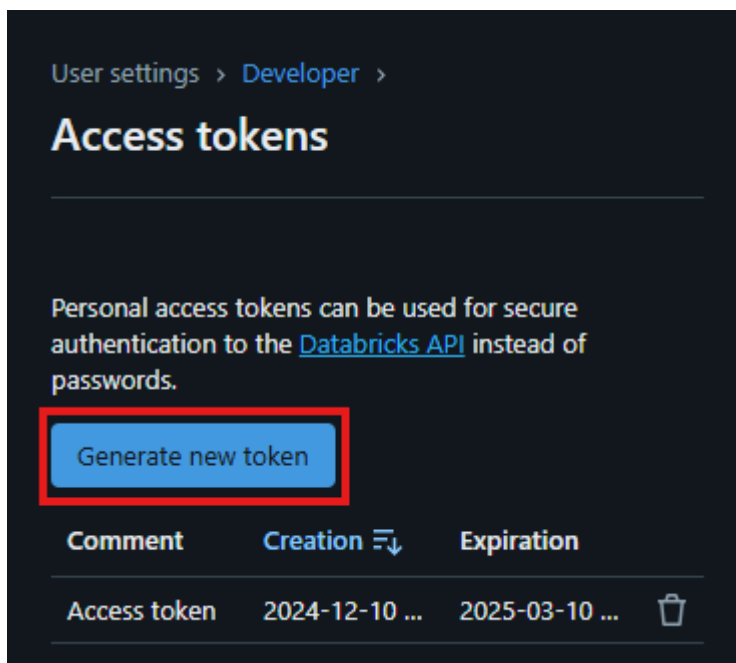 User settings > Developer >
Access tokens
Personal access tokens can be used for secure
authentication to the Databricks API instead of
passwords.
Generate new token
Comment Creation Expiration
Access token 2024-12-10 ... 2025-03-10 ...